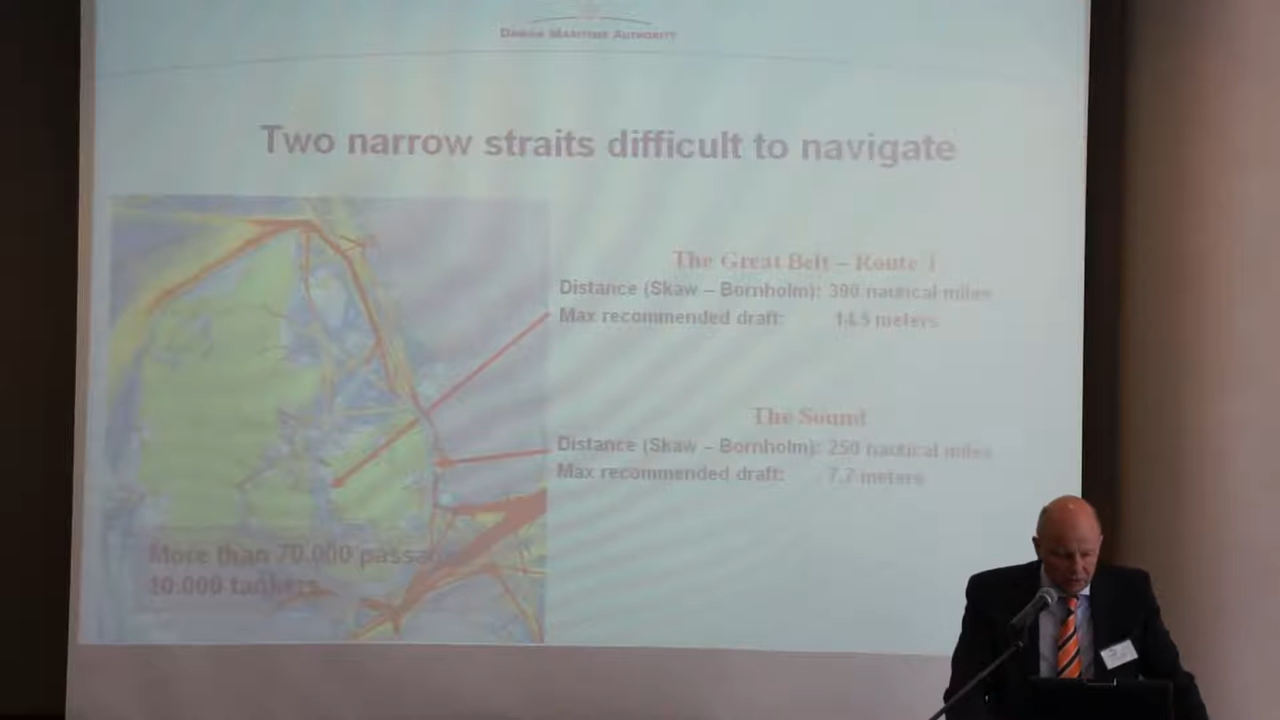 DANISH MARITIME AUTHORITY
Two narrow straits difficult to navigate
The Great Belt – Route 1
Distance (Skaw – Bornholm): 390 nautical miles
Max recommended draft: 14.5 meters
The Sound
Distance (Skaw – Bornholm): 250 nautical miles
Max recommended draft: 7.7 meters
More than 70.000
10.000 tankers